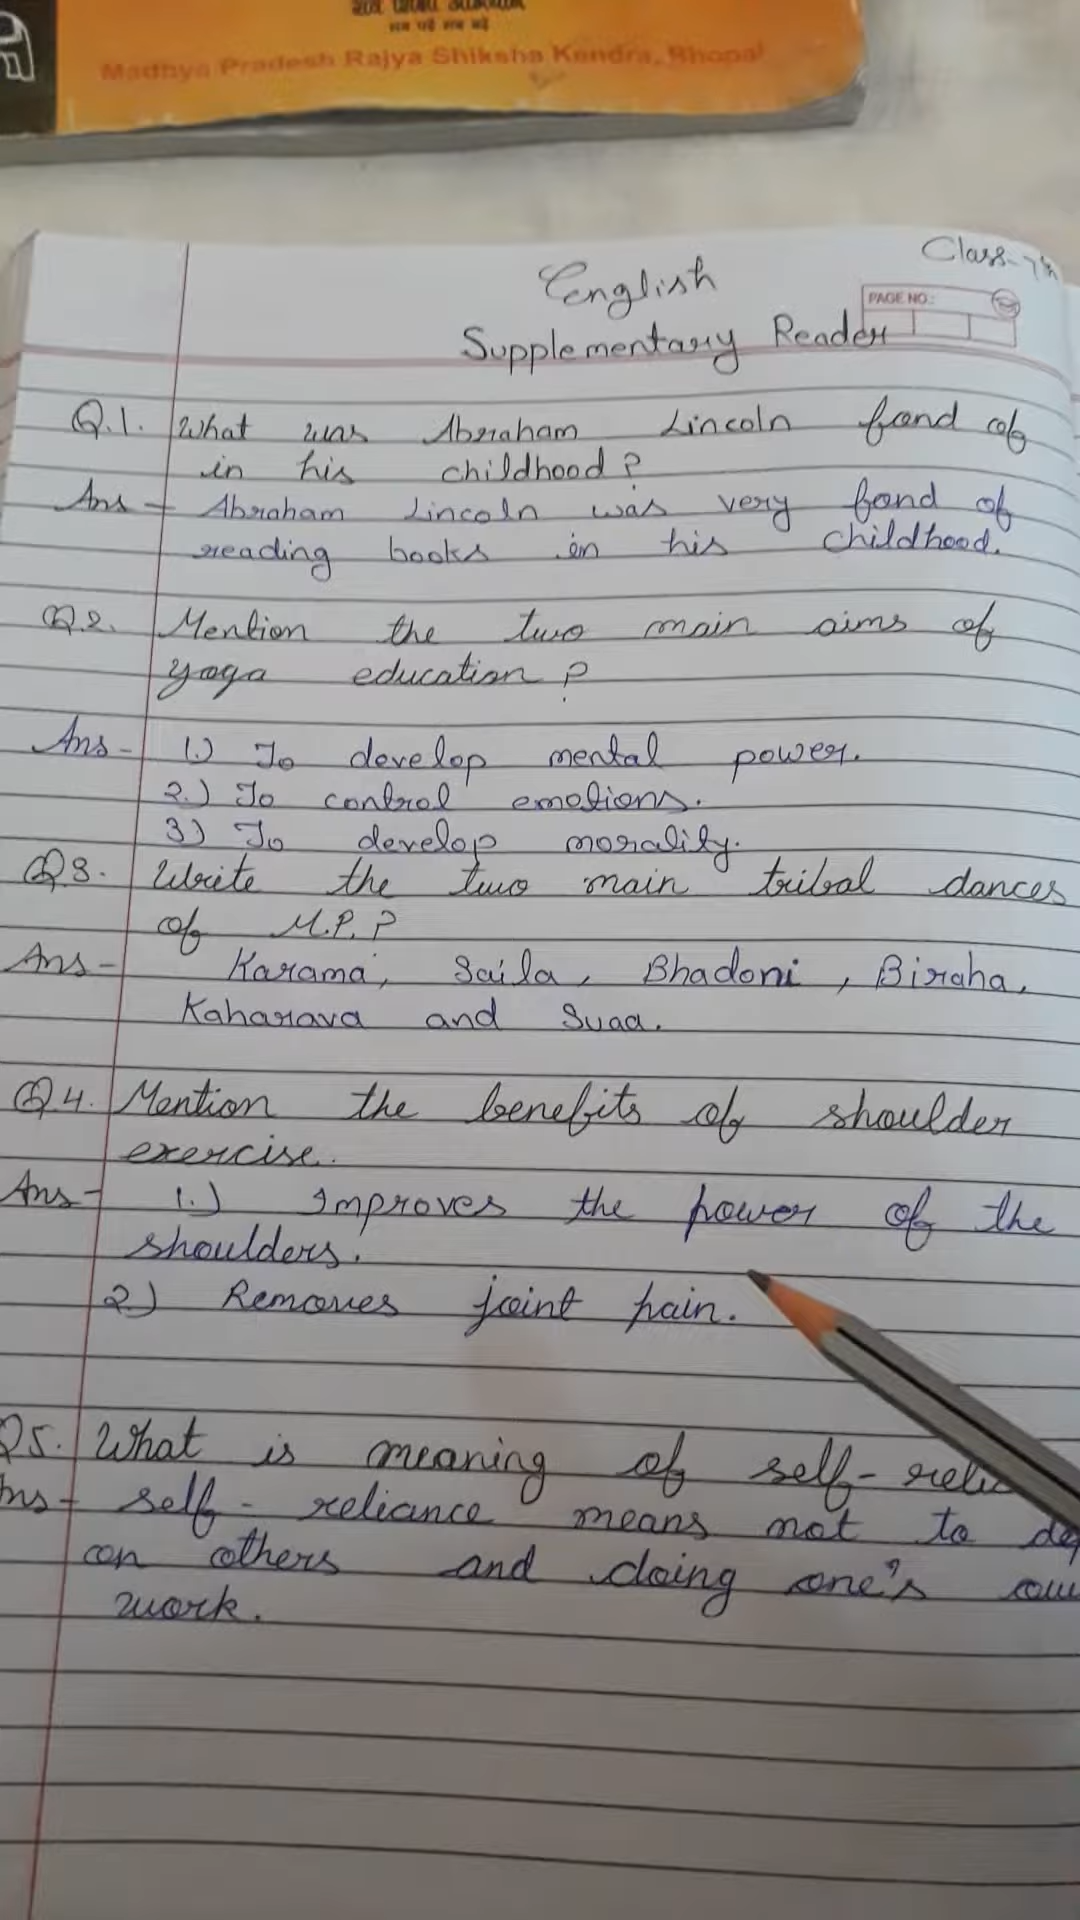 सब पढ़ें सब बढ़ें
Madhya Pradesh Rajya Shiksha Kendra, Bhopal
Class-7th
English
PAGE NO.:
Supplementary Reader
Q.1. What was Abraham Lincoln fond of
in his childhood?
Ans - Abraham Lincoln was very fond of
reading books in his childhood.
Q.2. Mention the two main aims of
yoga education?
Ans - 1.) To develop mental power.
2.) To control emotions.
3) To develop morality.
Q3. Write the two main tribal dances
of M.P.?
Ans - Karama, Saila, Bhadoni, Biraha,
Kaharava and Suaa.
Q.4. Mention the benefits of shoulder
exercise.
Ans - 1.) Improves the power of the
shoulders.
2) Removes joint pain.
Q5. What is meaning of self-
Ans - self-reliance means not to
on others and doing one's
work.